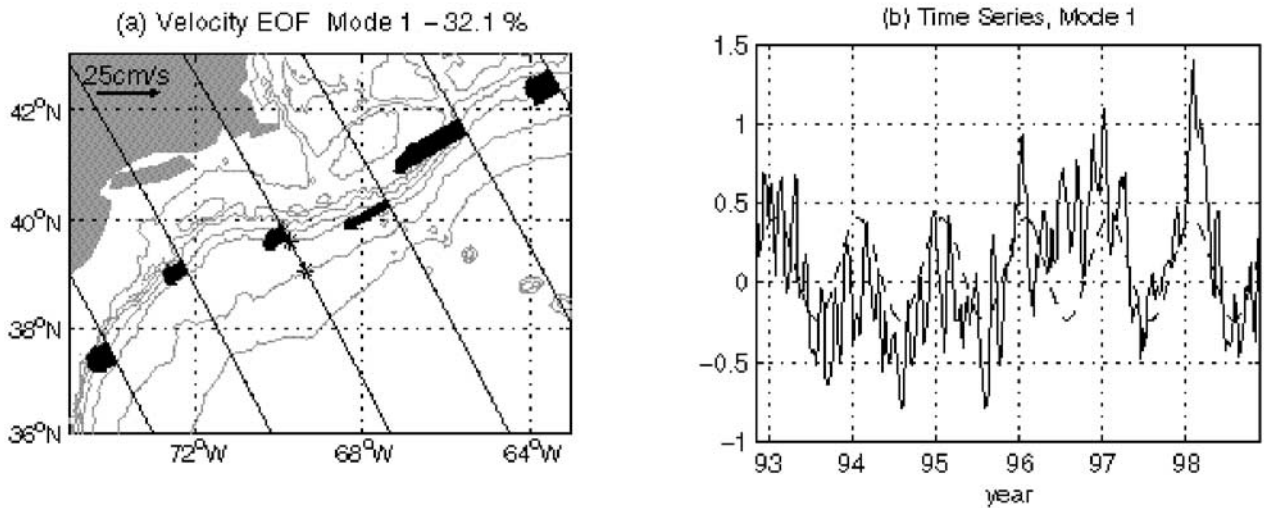 (a) Velocity EOF Mode 1 -32.1 %
25cm/s
42°N
40°N
38°N
36°N
72°W
68°W
64°W
(b) Time Series, Mode 1
1.5
1
0.5
0
-0.5
-1
93
94
95
96
97
98
year